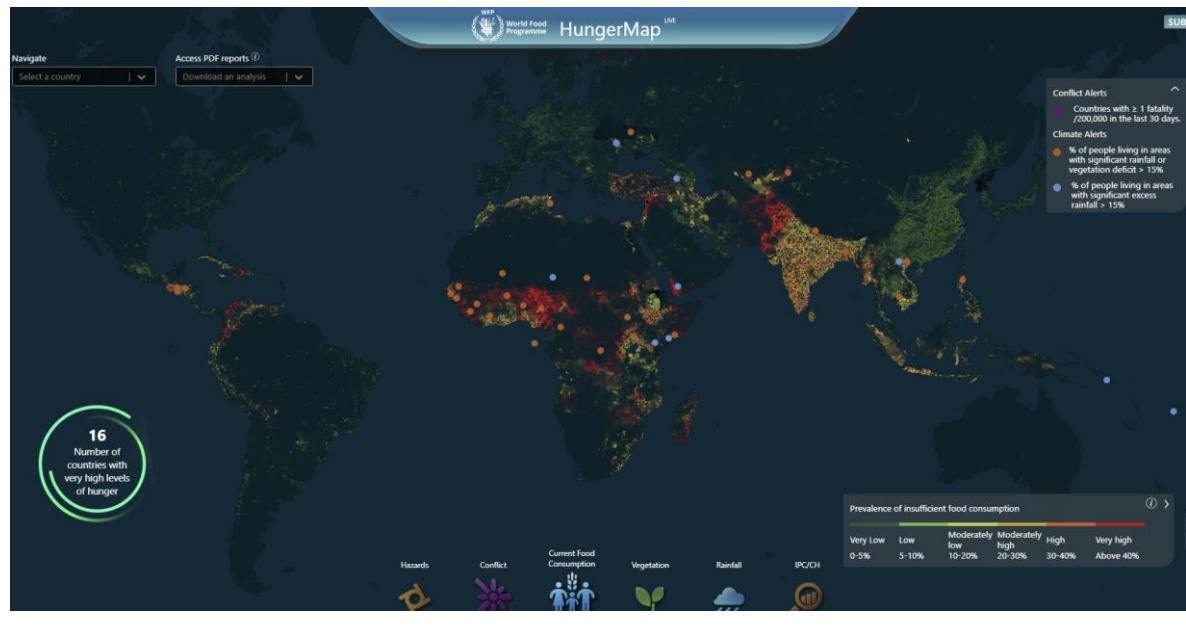 WFP
World Food
Programme
HungerMap LIVE
SUB
Navigate
Access PDF reports
Select a country
Download an analysis
Conflict Alerts
Countries with ≥ 1 fatality
/200,000 in the last 30 days.
Climate Alerts
% of people living in areas
with significant rainfall or
vegetation deficit > 15%
% of people living in areas
with significant excess
rainfall > 15%
16
Number of
countries with
very high levels
of hunger
Prevalence of insufficient food consumption
Very Low
Low
Moderately
low
Moderately
high
High
Very high
0-5%
5-10%
10-20%
20-30%
30-40%
Above 40%
Hazards
Conflict
Current Food
Consumption
Vegetation
Rainfall
IPC/CH